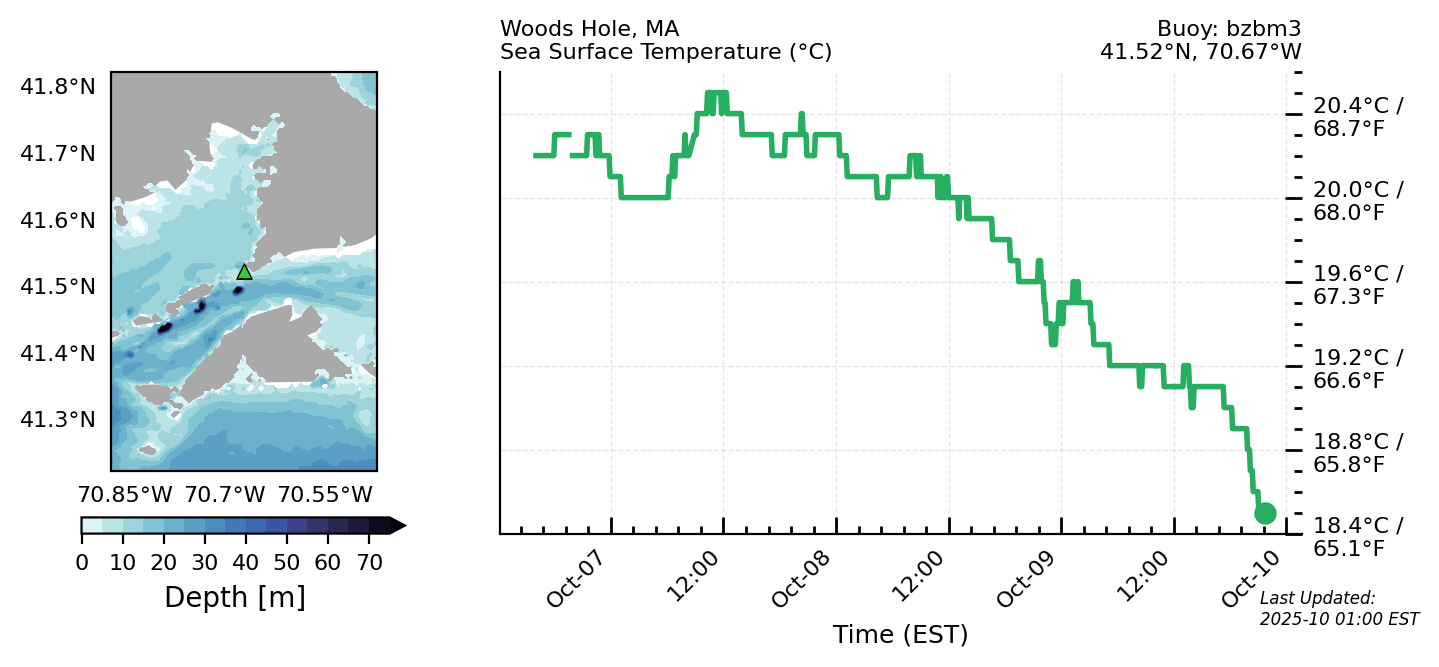 Woods Hole, MA
Sea Surface Temperature (°C)
Buoy: bzbm3
41.52°N, 70.67°W
41.8°N
41.7°N
41.6°N
41.5°N
41.4°N
41.3°N
70.85°W 70.7°W 70.55°W
0 10 20 30 40 50 60 70
Depth [m]
20.4°C /
68.7°F
20.0°C /
68.0°F
19.6°C /
67.3°F
19.2°C /
66.6°F
18.8°C /
65.8°F
18.4°C /
65.1°F
Oct-07 12:00 Oct-08 12:00 Oct-09 12:00 Oct-10
Time (EST)
Last Updated:
2025-10 01:00 EST